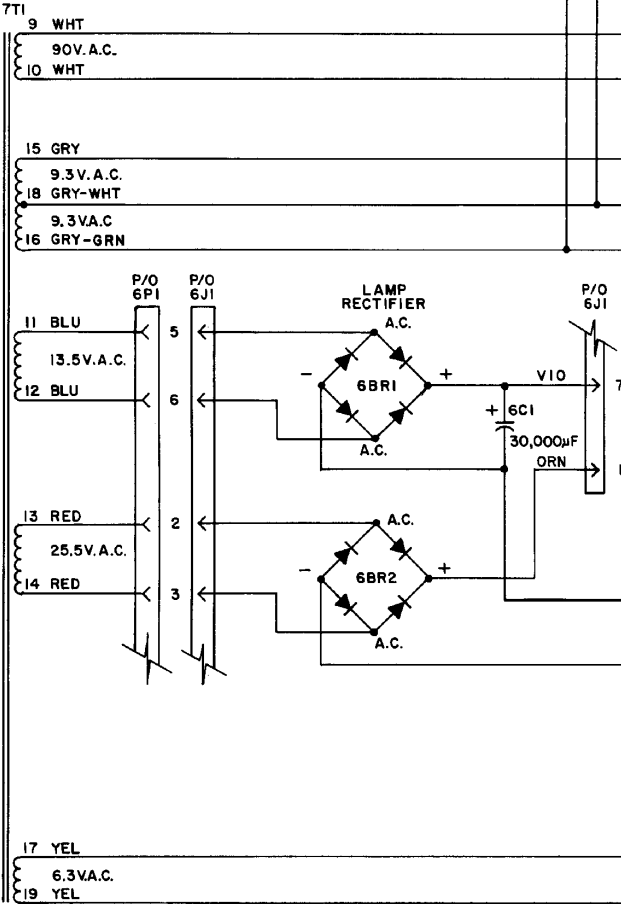 7T1
9 WHT
90V.A.C.
10 WHT
15 GRY
9.3V.A.C.
18 GRY-WHT
9.3V.A.C
16 GRY-GRN
P/O
6P1
P/O
6J1
LAMP
RECTIFIER
P/O
6J1
11 BLU
5
A.C.
13.5V.A.C.
- 6BR1 +
VIO
7
12 BLU
6
+ 6C1
A.C.
30,000µF
ORN
13 RED
2
A.C.
25.5V.A.C.
- 6BR2 +
14 RED
3
A.C.
17 YEL
6.3V.A.C.
19 YEL